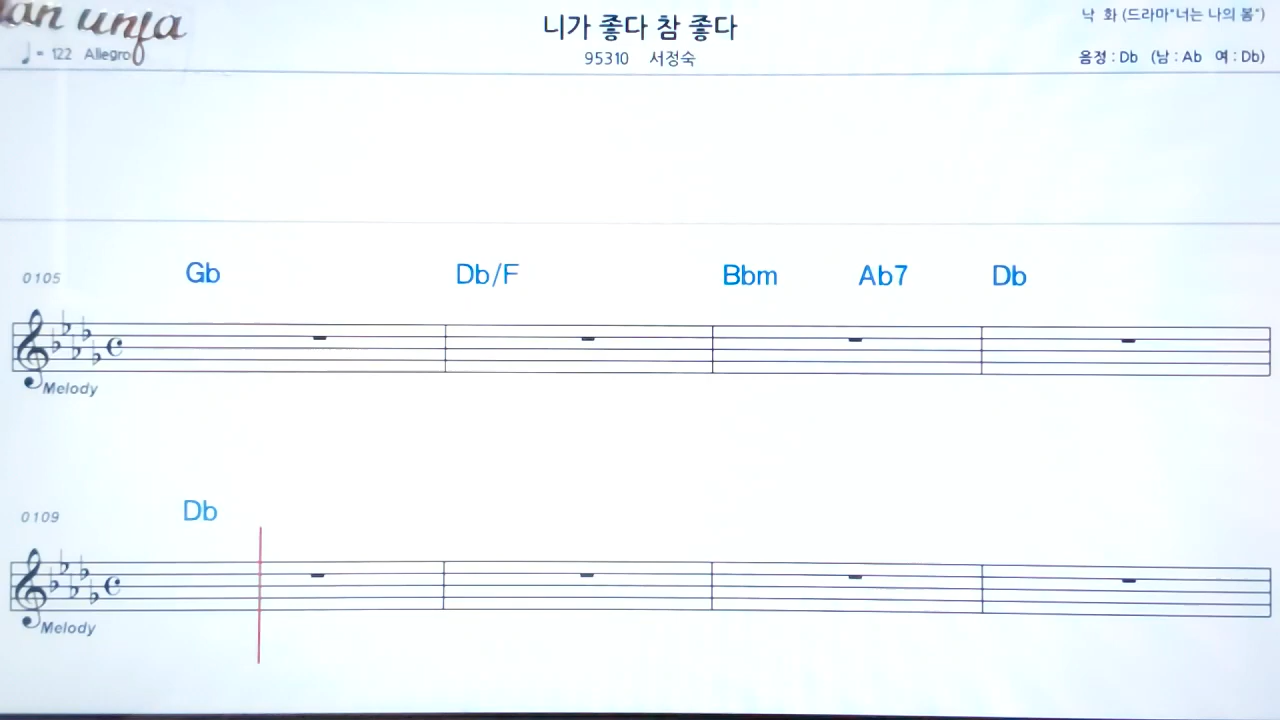 니가 좋다 참 좋다
낙 화 (드라마"너는 나의 봄")
♩ = 122 Allegro
95310 서정숙
음정 : Db (남 : Ab 여 : Db)
0105 Gb Db/F Bbm Ab7 Db
Melody
0109 Db
Melody